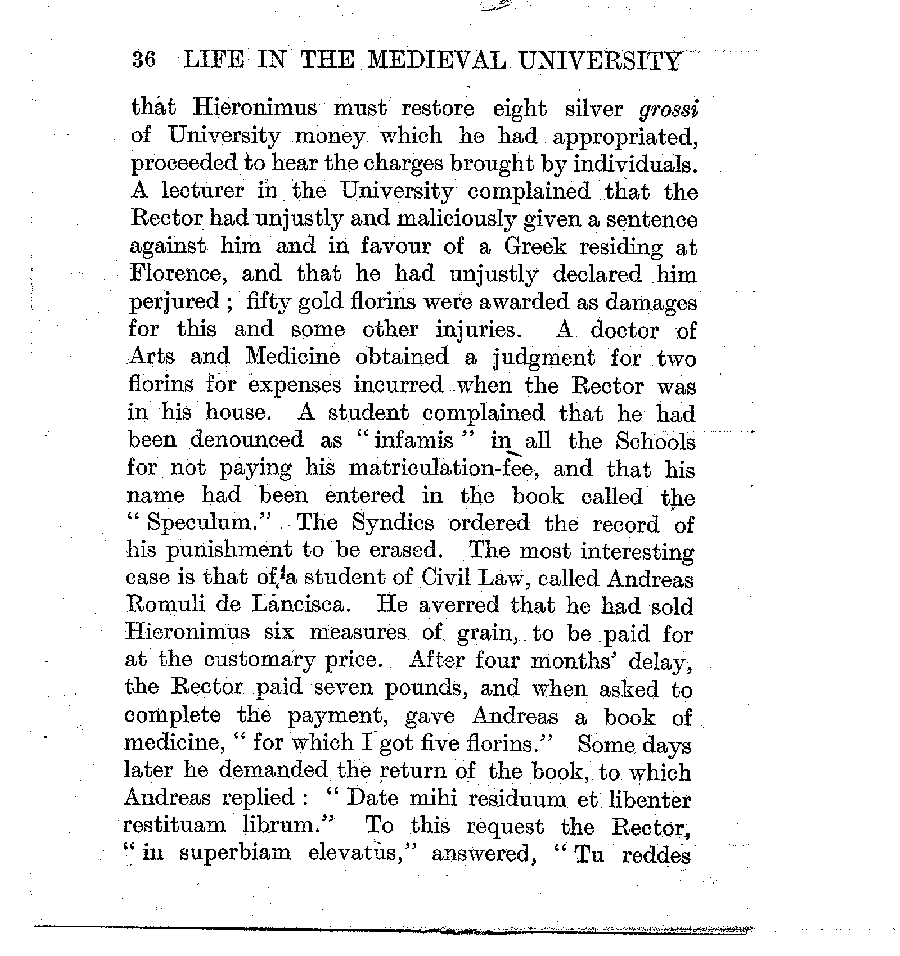 36 LIFE IN THE MEDIEVAL UNIVERSITY
that Hieronimus must restore eight silver grossi
of University money which he had appropriated,
proceeded to hear the charges brought by individuals.
A lecturer in the University complained that the
Rector had unjustly and maliciously given a sentence
against him and in favour of a Greek residing at
Florence, and that he had unjustly declared him
perjured ; fifty gold florins were awarded as damages
for this and some other injuries. A doctor of
Arts and Medicine obtained a judgment for two
florins for expenses incurred when the Rector was
in his house. A student complained that he had
been denounced as " infamis " in all the Schools
for not paying his matriculation-fee, and that his
name had been entered in the book called the
" Speculum." The Syndics ordered the record of
his punishment to be erased. The most interesting
case is that of a student of Civil Law, called Andreas
Romuli de Lancisca. He averred that he had sold
Hieronimus six measures of grain, to be paid for
at the customary price. After four months' delay,
the Rector paid seven pounds, and when asked to
complete the payment, gave Andreas a book of
medicine, " for which I got five florins." Some days
later he demanded the return of the book, to which
Andreas replied : " Date mihi residuum et libenter
restituam librum." To this request the Rector,
" in superbiam elevatus," answered, " Tu reddes